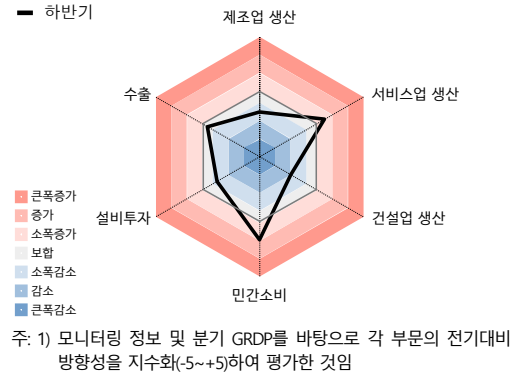 하반기
제조업 생산
수출
서비스업 생산
설비투자
건설업 생산
민간소비
큰폭증가
증가
소폭증가
보합
소폭감소
감소
큰폭감소
주: 1) 모니터링 정보 및 분기 GRDP를 바탕으로 각 부문의 전기대비
방향성을 지수화(-5~+5)하여 평가한 것임